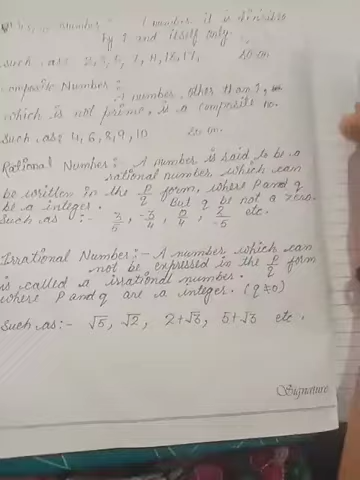 Number:- A number it is divisible
by 1 and itself only.
such as: 2, 3, 5, 7, 11, 13, 17, so on
Composite Number:-
A number, other than 1,
which is not prime, is a composite no.
Such as: 4, 6, 8, 9, 10 so on.
Rational Number:- A number is said to be a
rational number which can
be written in the p/q form, where P and q
be a integer. But q be not a zero.
Such as :- 3/5, -3/4, 0/4, 2/-5 etc.
Irrational Number:- A number which can
not be expressed in the p/q form
is called a irrational number.
where P and q are a integer. (q≠0)
Such as:- √5, √2, 2+√3, 5+√3 etc.
Signature